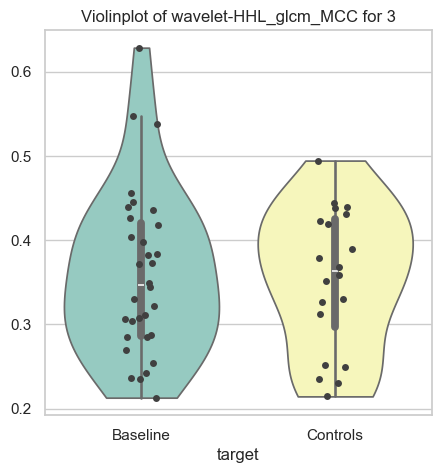 Violinplot of wavelet-HHL_glcm_MCC for 3
0.6
0.5
0.4
0.3
0.2
Baseline Controls
target